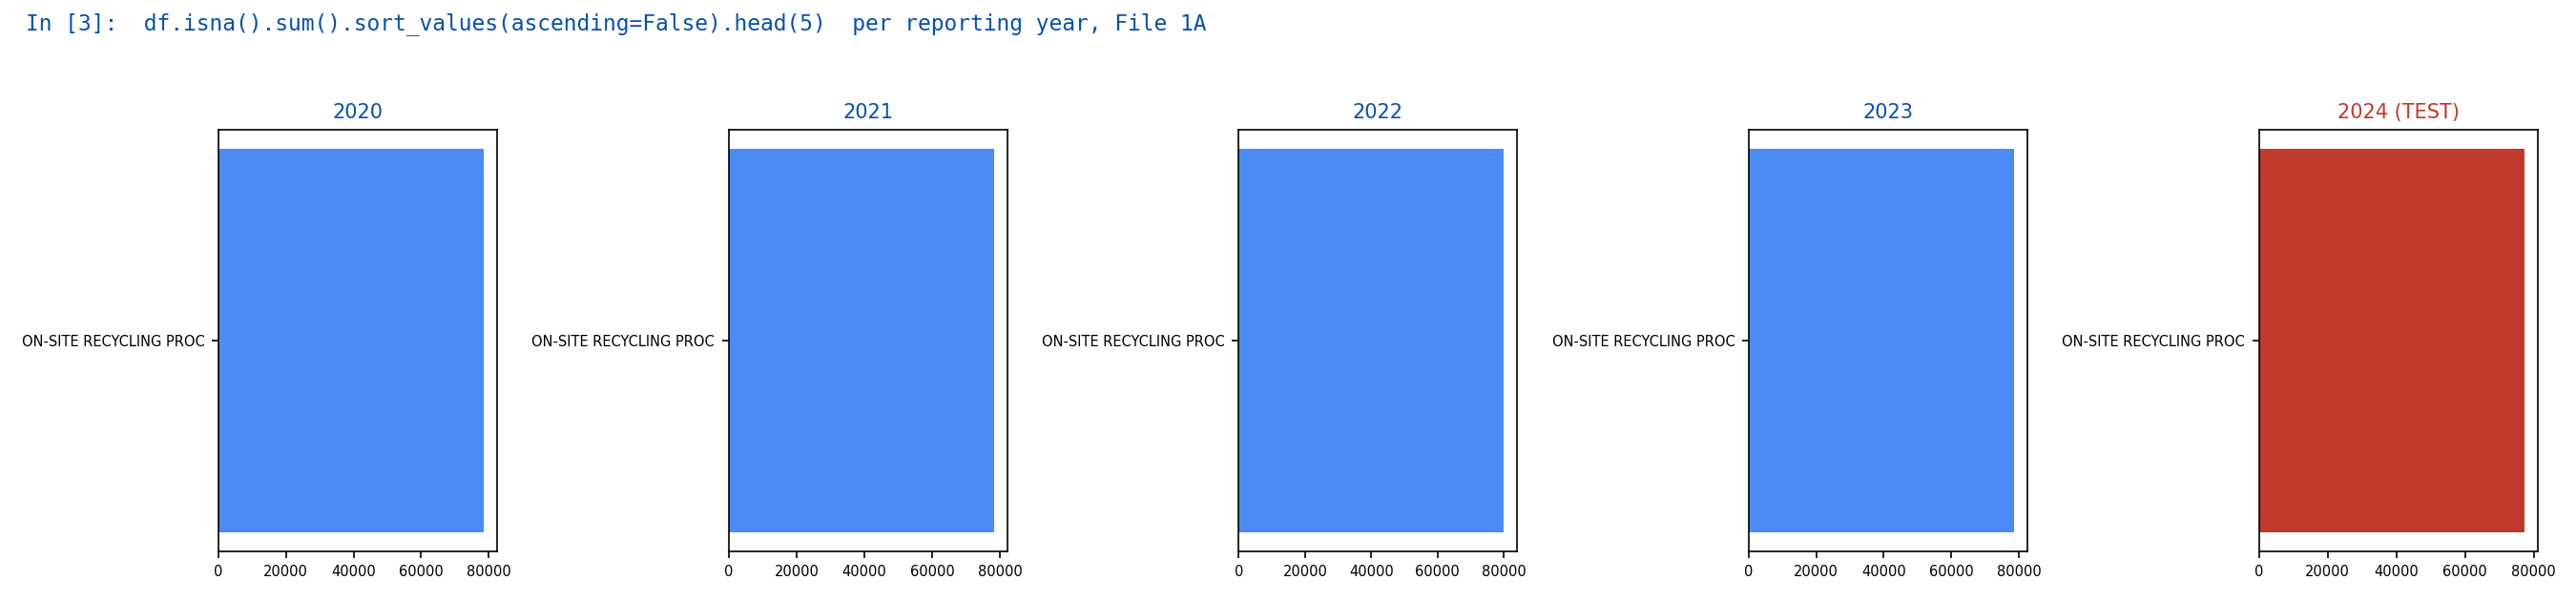 In [3]:  df.isna().sum().sort_values(ascending=False).head(5)  per reporting year, File 1A
2020
ON-SITE RECYCLING PROC
0 20000 40000 60000 80000
2021
ON-SITE RECYCLING PROC
0 20000 40000 60000 80000
2022
ON-SITE RECYCLING PROC
0 20000 40000 60000 80000
2023
ON-SITE RECYCLING PROC
0 20000 40000 60000 80000
2024 (TEST)
ON-SITE RECYCLING PROC
0 20000 40000 60000 80000